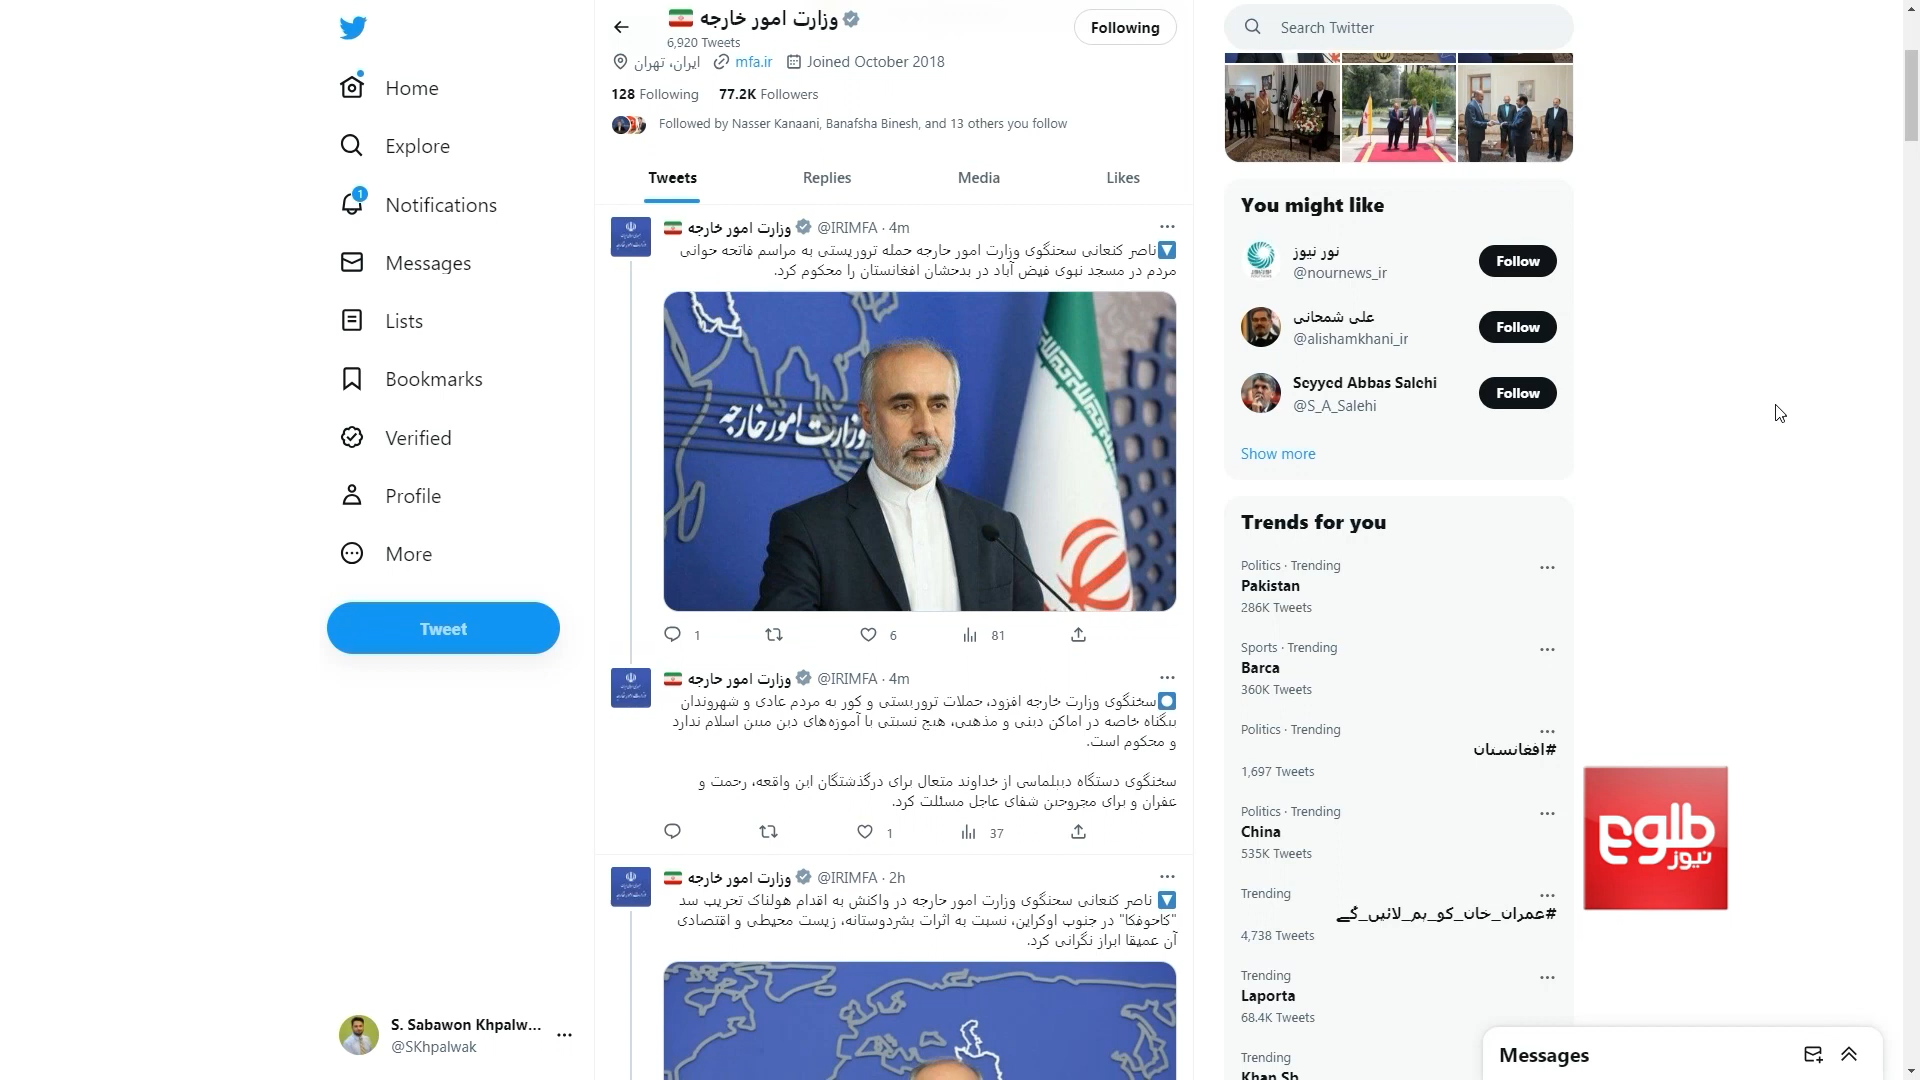 Home
Explore
1
Notifications
Messages
Lists
Bookmarks
Verified
Profile
More
Tweet
S. Sabawon Khpalw...
@SKhpalwak
وزارت امور خارجه
6,920 Tweets
Following
ایران، تهران mfa.ir Joined October 2018
128 Following 77.2K Followers
Followed by Nasser Kanaani, Banafsha Binesh, and 13 others you follow
Tweets Replies Media Likes
وزارت امور خارجه @IRIMFA · 4m
ناصر کنعانی سخنگوی وزارت امور خارجه حمله تروریستی به مراسم فاتحه خوانی
مردم در مسجد نبوی فیض آباد در بدخشان افغانستان را محکوم کرد.
وزارت امور خارجه
1 6 81
وزارت امور خارجه @IRIMFA · 4m
سخنگوی وزارت خارجه افزود، حملات تروریستی و کور به مردم عادی و شهروندان
بیگناه خاصه در اماکن دینی و مذهبی، هیچ نسبتی با آموزه‌های دین مبین اسلام ندارد
و محکوم است.
سخنگوی دستگاه دیپلماسی از خداوند متعال برای درگذشتگان این واقعه، رحمت و
غفران و برای مجروحین شفای عاجل مسئلت کرد.
1 37
وزارت امور خارجه @IRIMFA · 2h
ناصر کنعانی سخنگوی وزارت امور خارجه در واکنش به اقدام هولناک تخریب سد
"کاخوفکا" در جنوب اوکراین، نسبت به اثرات بشردوستانه، زیست محیطی و اقتصادی
آن عمیقا ابراز نگرانی کرد.
Search Twitter
You might like
نور نیوز
@nournews_ir
Follow
علی شمخانی
@alishamkhani_ir
Follow
Seyyed Abbas Salehi
@S_A_Salehi
Follow
Show more
Trends for you
Politics · Trending
Pakistan
286K Tweets
Sports · Trending
Barca
360K Tweets
Politics · Trending
#افغانستان
1,697 Tweets
Politics · Trending
China
535K Tweets
Trending
#عمران_خان_کو_ہم_لائیں_گے
4,738 Tweets
Trending
Laporta
68.4K Tweets
Trending
Khan Sb
طلوع
نیوز
Messages